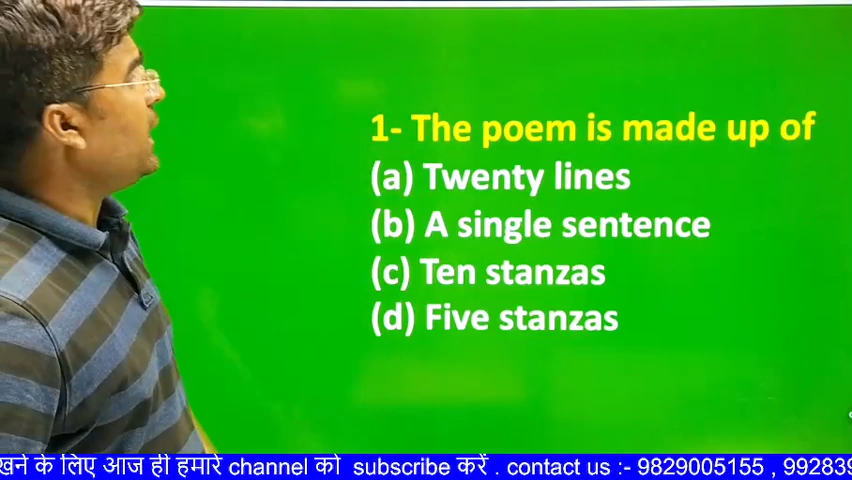 1- The poem is made up of
(a) Twenty lines
(b) A single sentence
(c) Ten stanzas
(d) Five stanzas
के लिए आज ही हमारे channel को subscribe करें . contact us :- 9829005155 ,